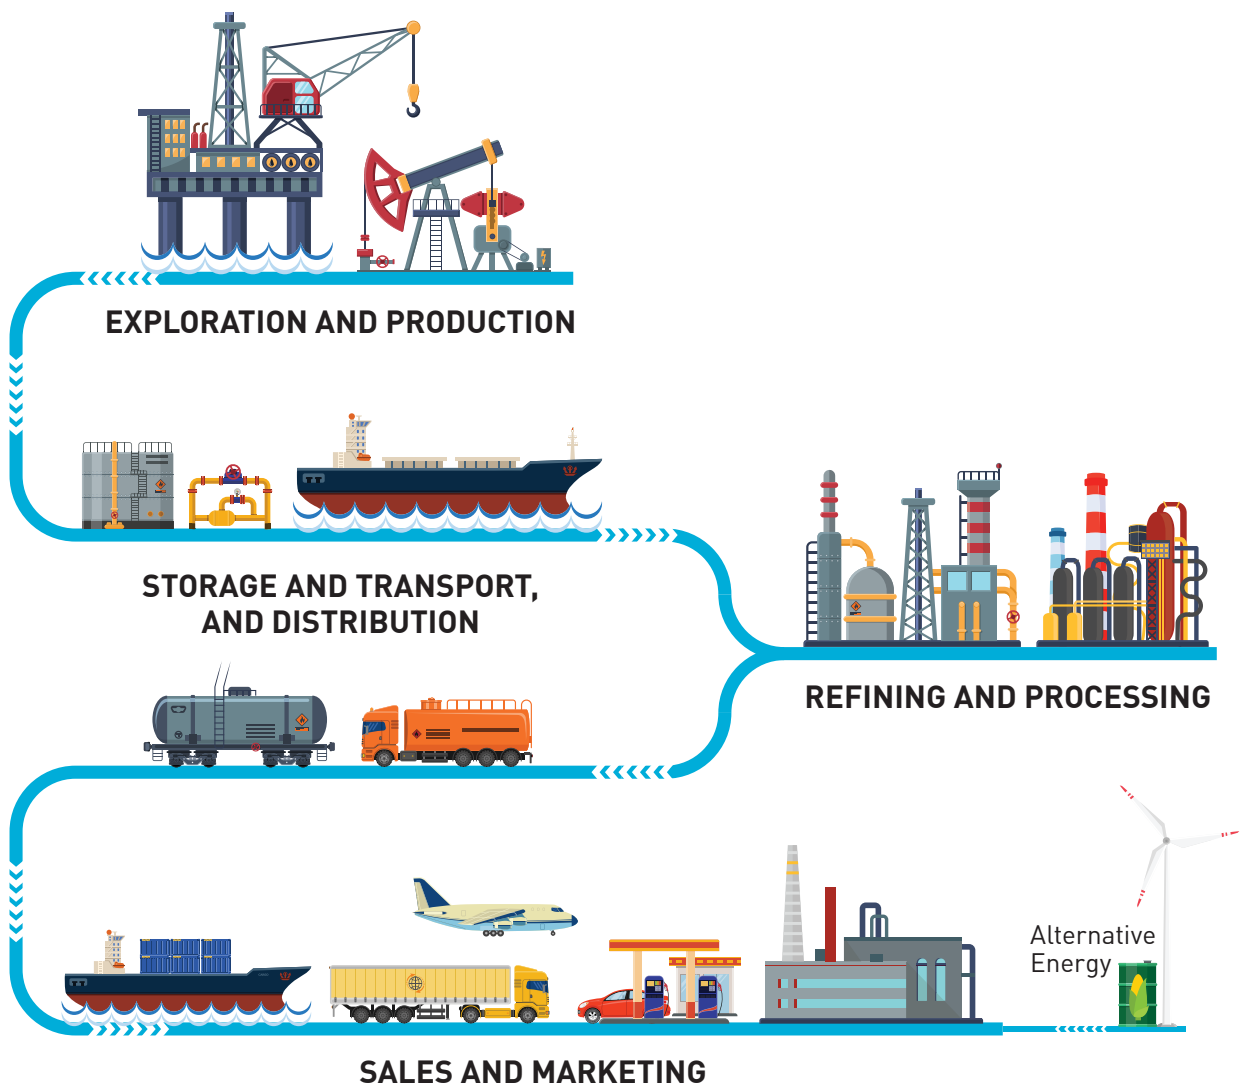 EXPLORATION AND PRODUCTION
STORAGE AND TRANSPORT,
AND DISTRIBUTION
REFINING AND PROCESSING
Alternative
Energy
SALES AND MARKETING